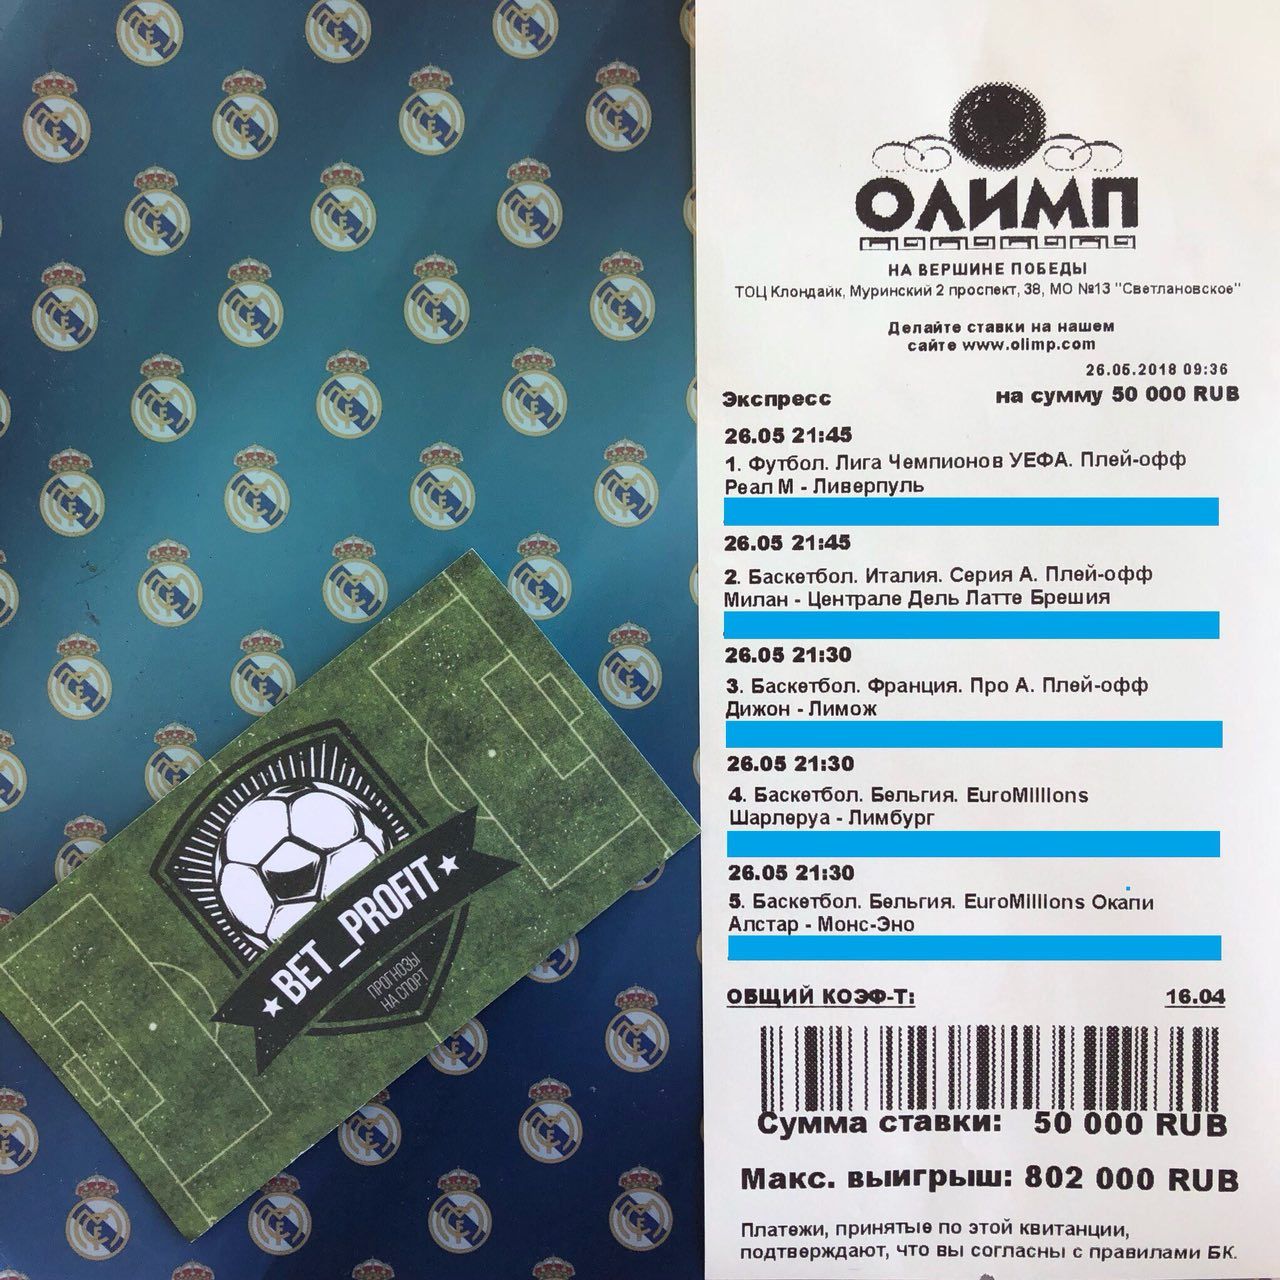 ОЛИМП
НА ВЕРШИНЕ ПОБЕДЫ
ТОЦ Клондайк, Муринский 2 проспект, 38, МО №13 "Светлановское"
Делайте ставки на нашем
сайте www.olimp.com
26.05.2018 09:36
Экспресс на сумму 50 000 RUB
26.05 21:45
1. Футбол. Лига Чемпионов УЕФА. Плей-офф
Реал М - Ливерпуль
26.05 21:45
2. Баскетбол. Италия. Серия А. Плей-офф
Милан - Централе Дель Латте Брешия
26.05 21:30
3. Баскетбол. Франция. Про А. Плей-офф
Дижон - Лимож
26.05 21:30
4. Баскетбол. Бельгия. EuroMillions
Шарлеруа - Лимбург
26.05 21:30
5. Баскетбол. Бельгия. EuroMillions Окапи
Алстар - Монс-Эно
ОБЩИЙ КОЭФ-Т: 16.04
Сумма ставки: 50 000 RUB
Макс. выигрыш: 802 000 RUB
Платежи, принятые по этой квитанции,
подтверждают, что вы согласны с правилами БК.
BET_PROFIT
ПРОГНОЗЫ
НА СПОРТ